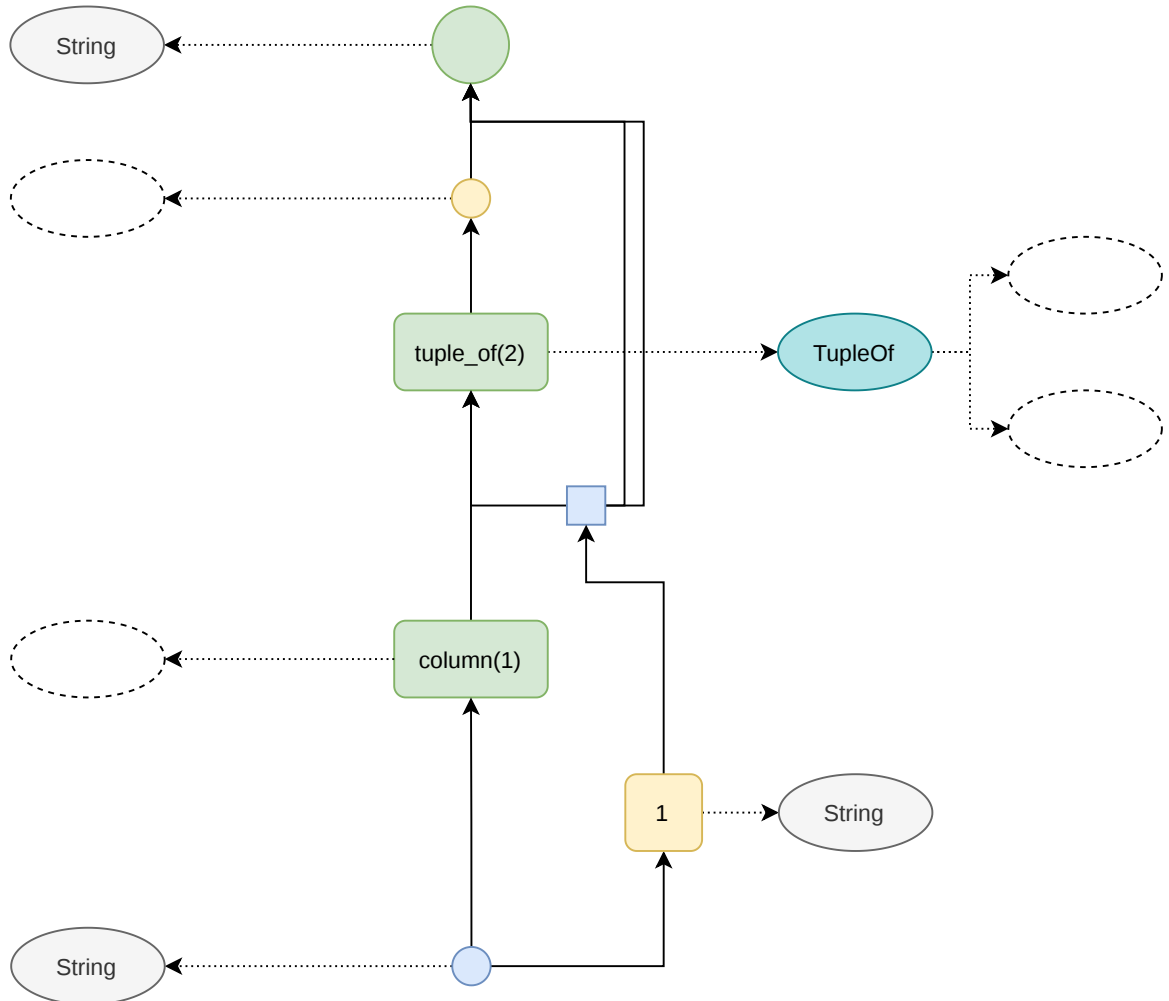 String
tuple_of(2)
TupleOf
column(1)
1
String
String